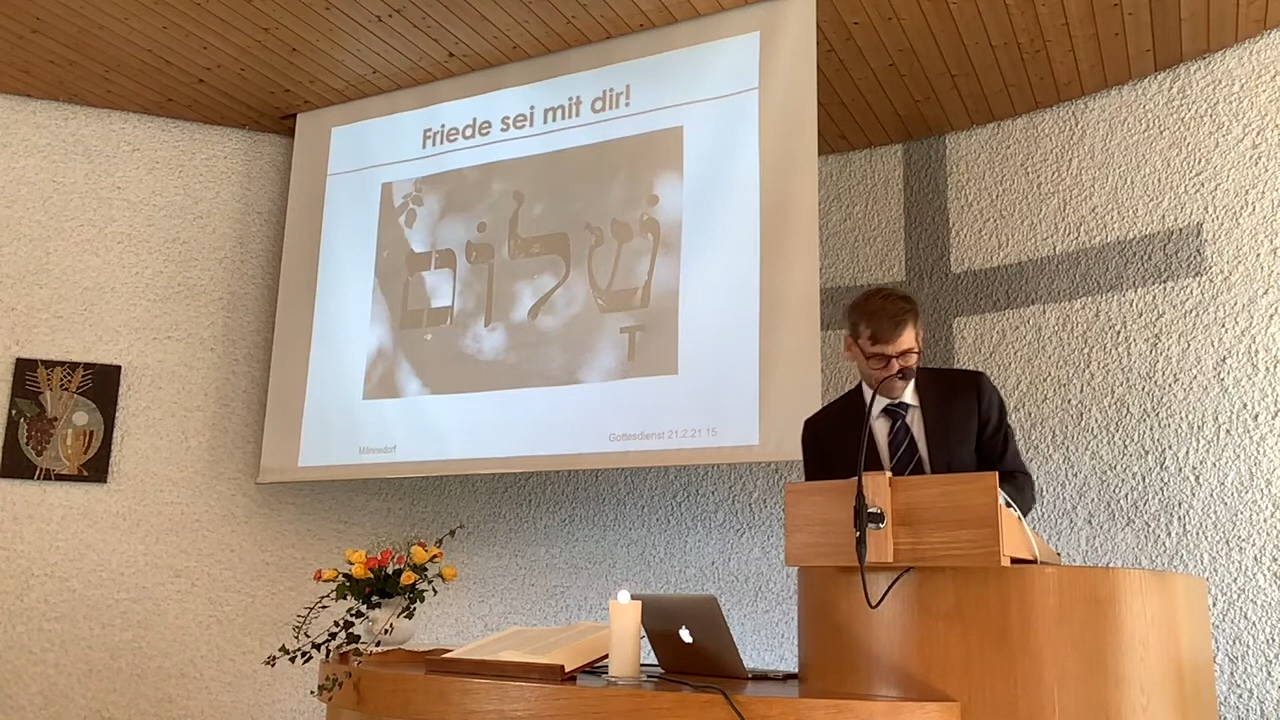 Friede sei mit dir!
שָׁלוֹם
Männedorf
Gottesdienst 21.2.21 15